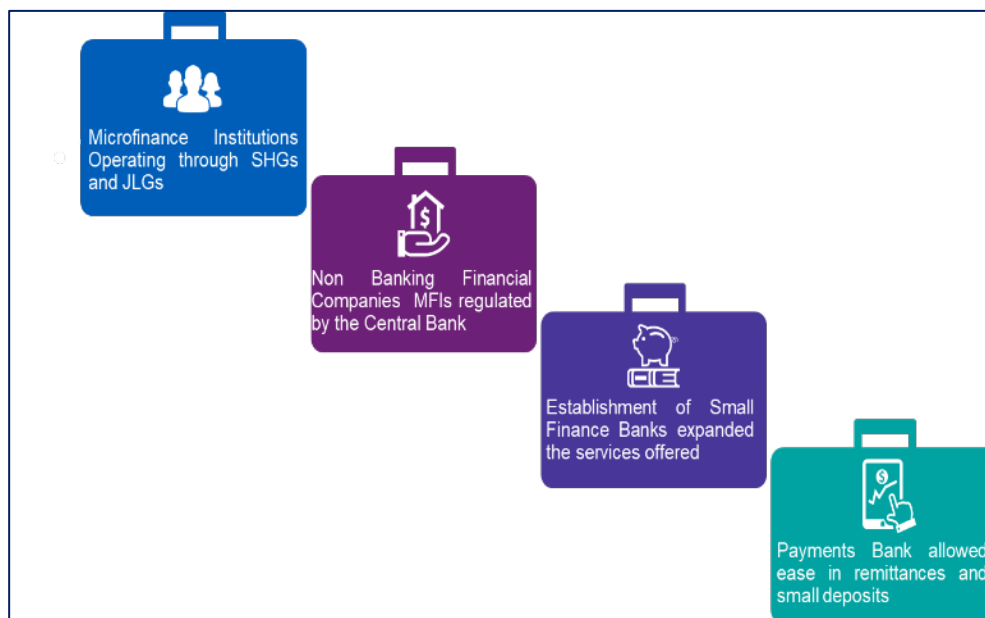 Microfinance Institutions
Operating through SHGs
and JLGs
Non Banking Financial
Companies MFIs regulated
by the Central Bank
Establishment of Small
Finance Banks expanded
the services offered
Payments Bank allowed
ease in remittances and
small deposits